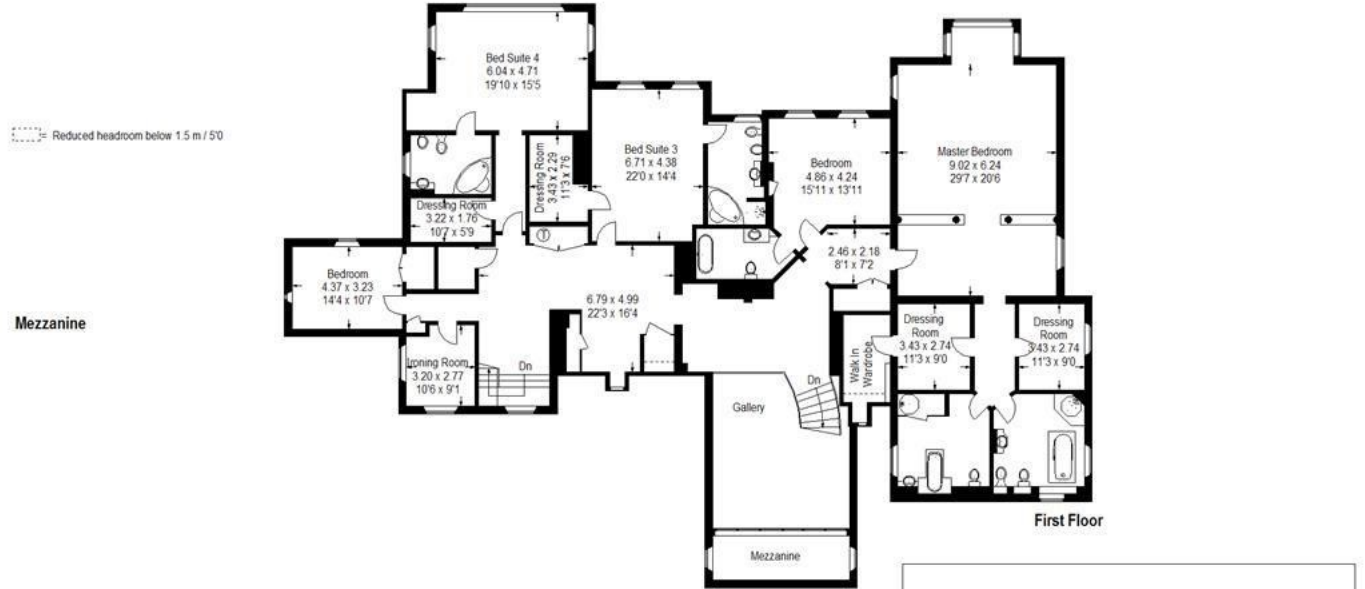 Bed Suite 4
6.04 x 4.71
19'10 x 15'5
= Reduced headroom below 1.5 m / 5'0
Dressing Room
3.43 x 2.29
11'3 x 7'6
Bed Suite 3
6.71 x 4.38
22'0 x 14'4
Bedroom
4.86 x 4.24
15'11 x 13'11
Master Bedroom
9.02 x 6.24
29'7 x 20'6
Dressing Room
3.22 x 1.76
10'7 x 5'9
T
2.46 x 2.18
8'1 x 7'2
Bedroom
4.37 x 3.23
14'4 x 10'7
6.79 x 4.99
22'3 x 16'4
Mezzanine
Dressing
Room
3.43 x 2.74
11'3 x 9'0
Dressing
Room
3.43 x 2.74
11'3 x 9'0
Ironing Room
3.20 x 2.77
10'6 x 9'1
Dn
Walk In
Wardrobe
Dn
Gallery
First Floor
Mezzanine